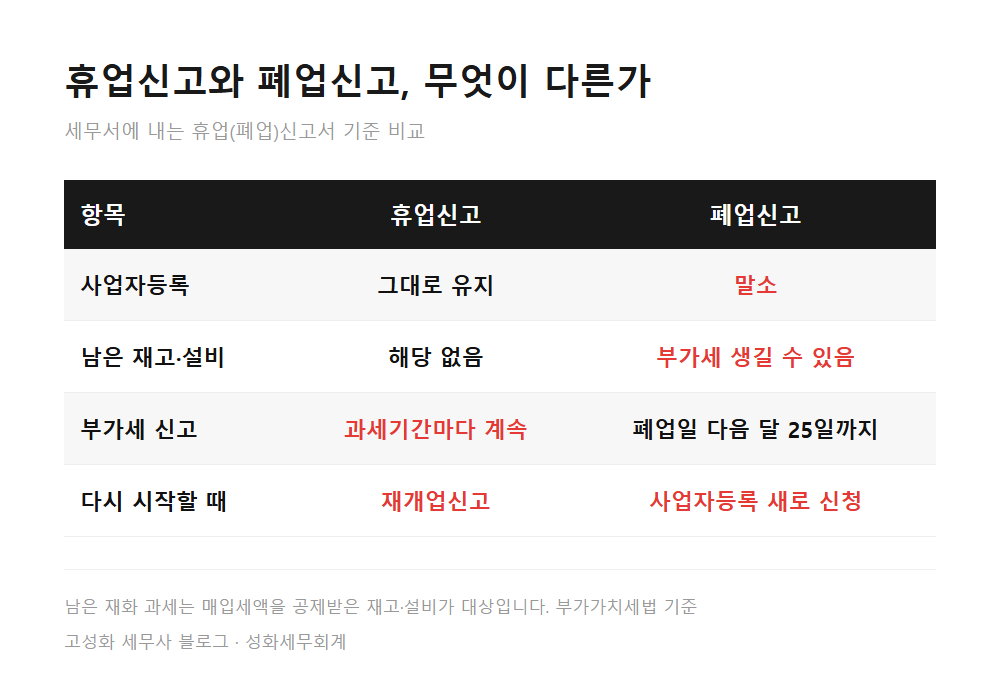 휴업신고와 폐업신고, 무엇이 다른가
세무서에 내는 휴업(폐업)신고서 기준 비교
항목 휴업신고 폐업신고
사업자등록 그대로 유지 말소
남은 재고·설비 해당 없음 부가세 생길 수 있음
부가세 신고 과세기간마다 계속 폐업일 다음 달 25일까지
다시 시작할 때 재개업신고 사업자등록 새로 신청
남은 재화 과세는 매입세액을 공제받은 재고·설비가 대상입니다. 부가가치세법 기준
고성화 세무사 블로그 · 성화세무회계